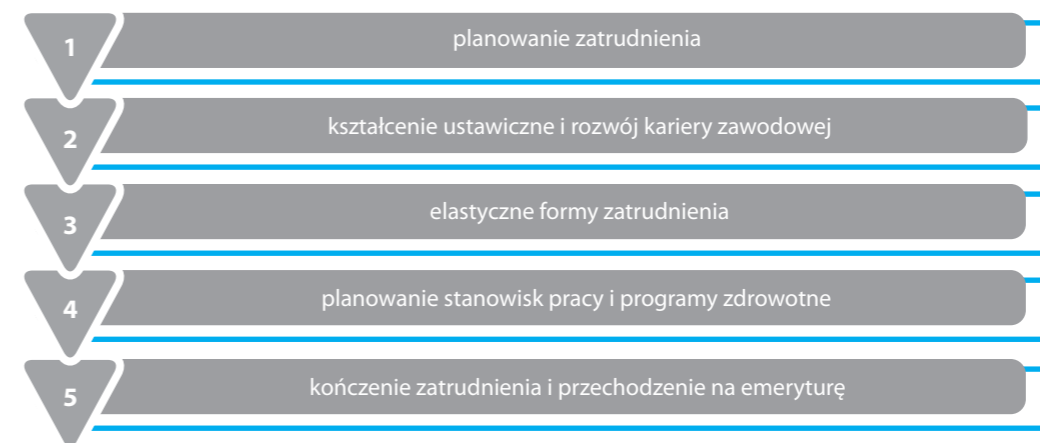 1 planowanie zatrudnienia
2 kształcenie ustawiczne i rozwój kariery zawodowej
3 elastyczne formy zatrudnienia
4 planowanie stanowisk pracy i programy zdrowotne
5 kończenie zatrudnienia i przechodzenie na emeryturę